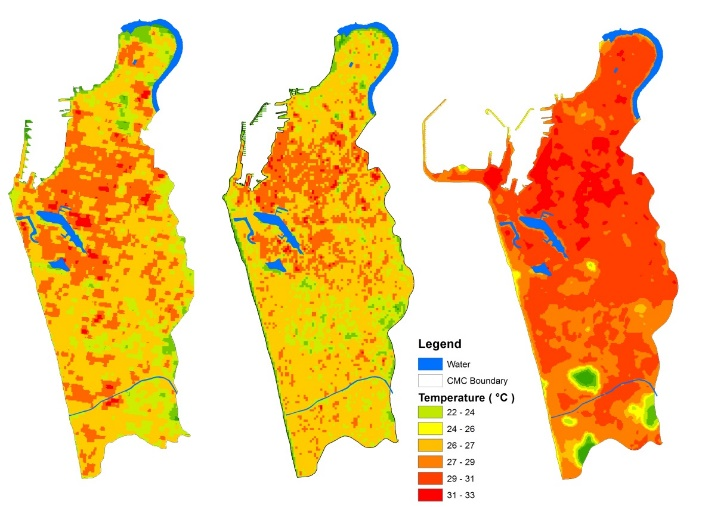 Legend
Water
CMC Boundary
Temperature ( °C )
22 - 24
24 - 26
26 - 27
27 - 29
29 - 31
31 - 33